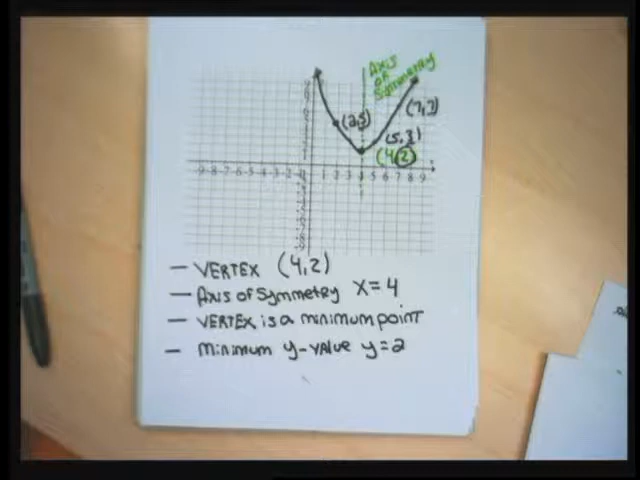 Axis
of
Symmetry
(7,7)
(2,5)
(5,3)
(4,2)
-9 -8 -7 -6 -5 -4 -3 -2 1 2 3 4 5 6 7 8 9
- VERTEX (4,2)
- Axis of Symmetry x=4
- VERTEX is a minimum point
- minimum y-value y=2